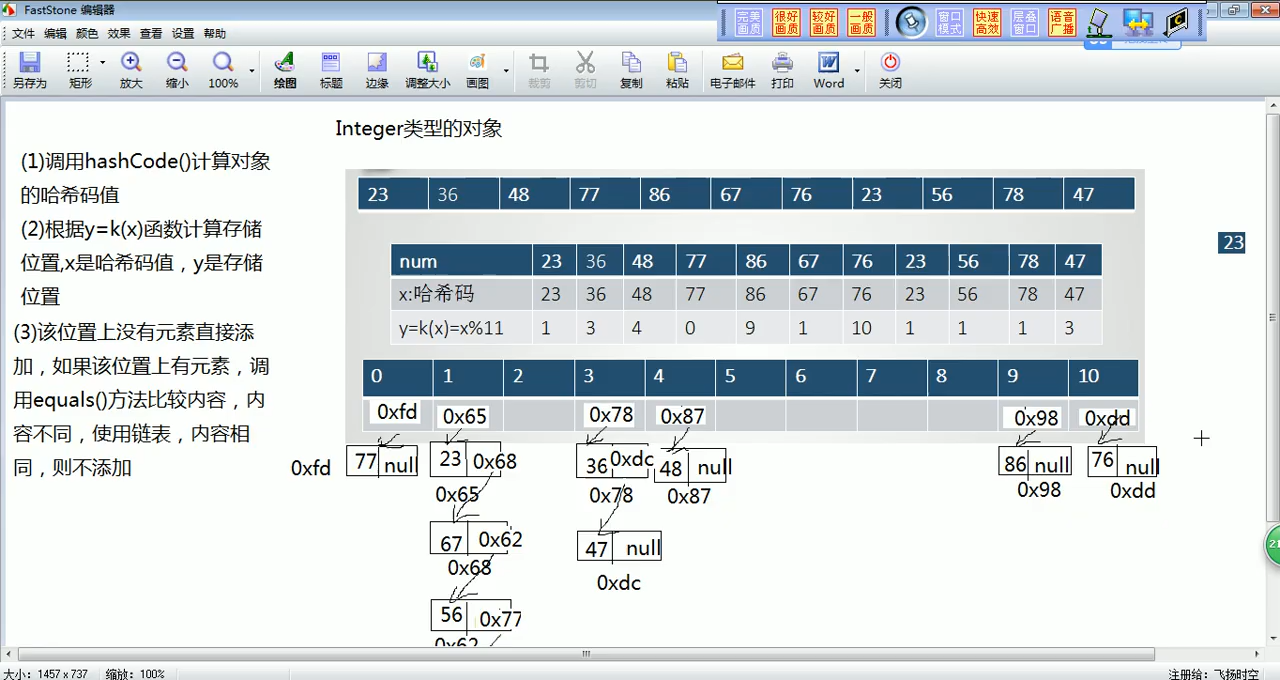 FastStone 编辑器
完美画质 很好画质 较好画质 一般画质 窗口模式 快速高效 层叠窗口 语音广播
文件 编辑 颜色 效果 查看 设置 帮助
另存为 矩形 放大 缩小 100% 绘图 标题 边缘 调整大小 画图 裁剪 剪切 复制 粘贴 电子邮件 打印 Word 关闭
Integer类型的对象
(1)调用hashCode()计算对象
的哈希码值
(2)根据y=k(x)函数计算存储
位置,x是哈希码值，y是存储
位置
(3)该位置上没有元素直接添
加，如果该位置上有元素，调
用equals()方法比较内容，内
容不同，使用链表，内容相
同，则不添加
23 36 48 77 86 67 76 23 56 78 47
23
num 23 36 48 77 86 67 76 23 56 78 47
x:哈希码 23 36 48 77 86 67 76 23 56 78 47
y=k(x)=x%11 1 3 4 0 9 1 10 1 1 1 3
0 1 2 3 4 5 6 7 8 9 10
0xfd 0x65 0x78 0x87 0x98 0xdd
0xfd 77 null 23 0x68 36 0xdc 48 null 86 null 76 null
0x65 0x78 0x87 0x98 0xdd
67 0x62 47 null
0x68 0xdc
56 0x77
0x62
21
大小: 1457 x 737 缩放: 100% 注册给: 飞扬时空